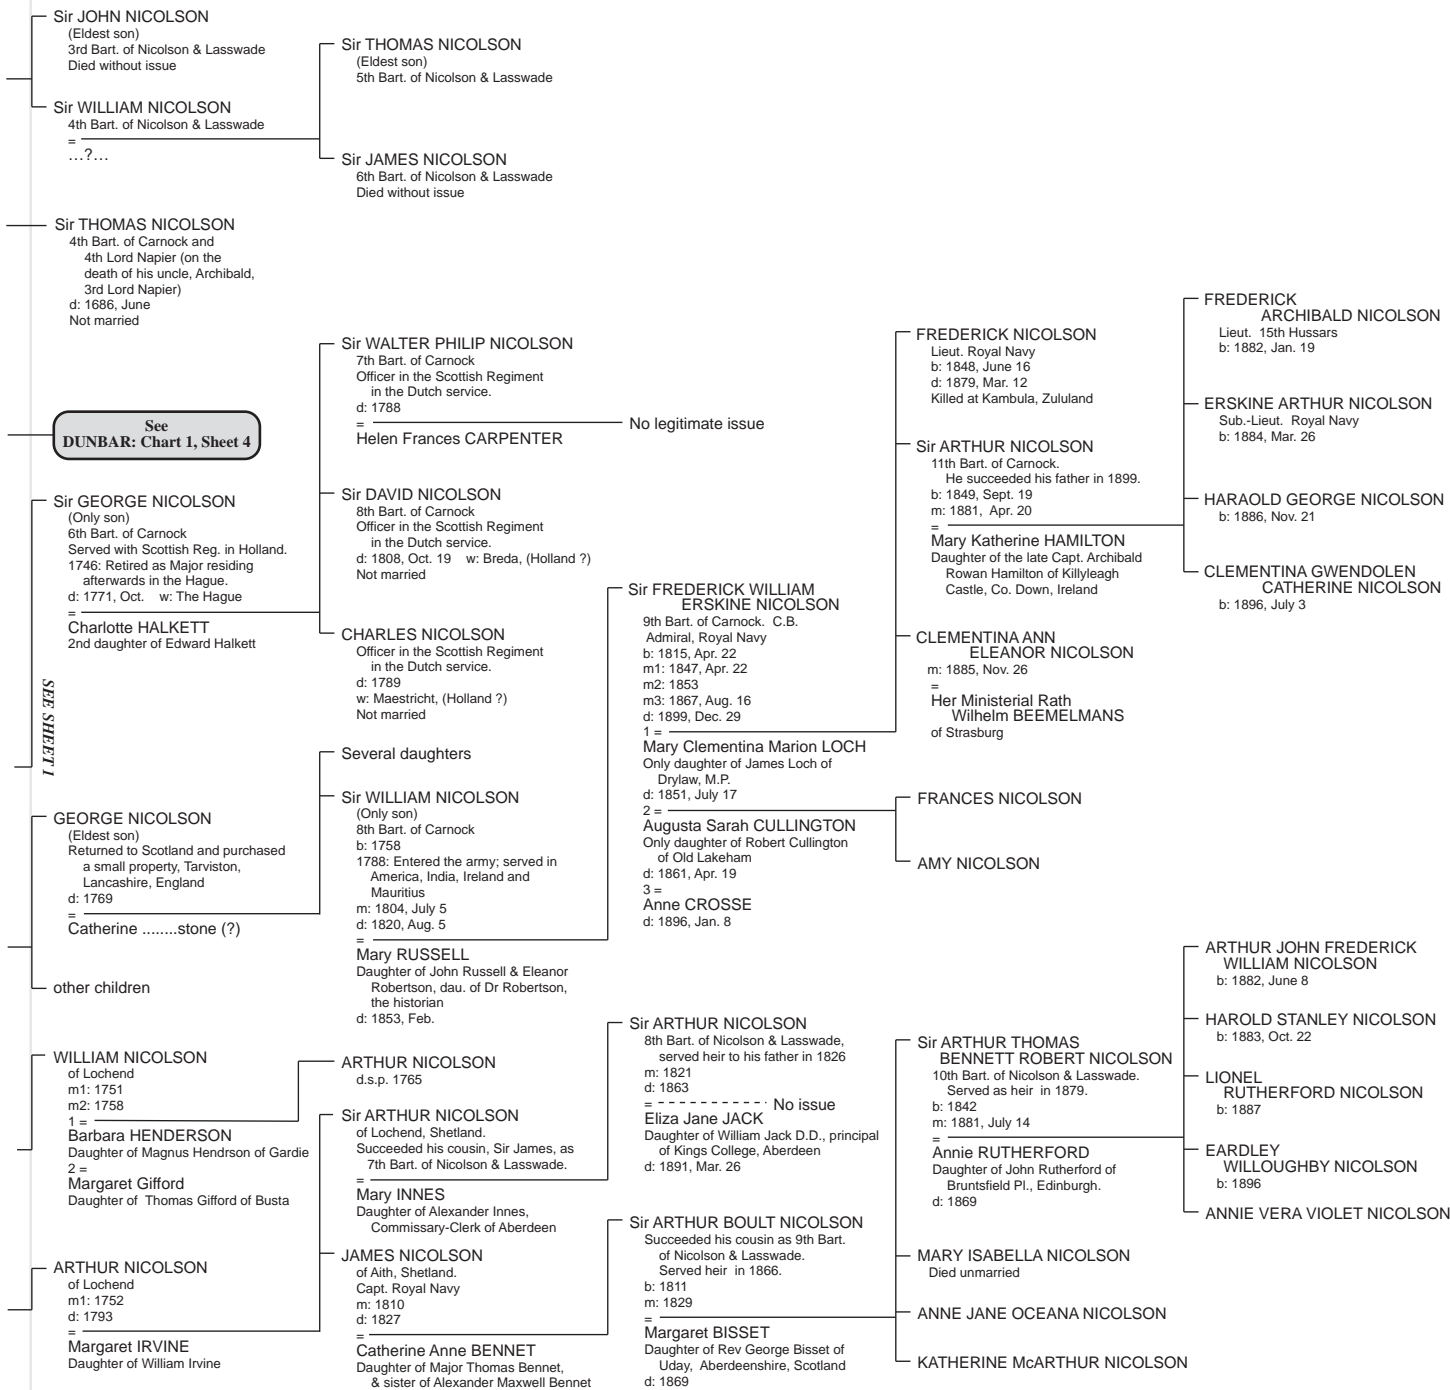 Sir JOHN NICOLSON
(Eldest son)
3rd Bart. of Nicolson & Lasswade
Died without issue
Sir WILLIAM NICOLSON
4th Bart. of Nicolson & Lasswade
=
…?…
Sir THOMAS NICOLSON
4th Bart. of Carnock and
4th Lord Napier (on the
death of his uncle, Archibald,
3rd Lord Napier)
d: 1686, June
Not married
See
DUNBAR: Chart 1, Sheet 4
Sir GEORGE NICOLSON
(Only son)
6th Bart. of Carnock
Served with Scottish Reg. in Holland.
1746: Retired as Major residing
afterwards in the Hague.
d: 1771, Oct. w: The Hague
=
Charlotte HALKETT
2nd daughter of Edward Halkett
SEE SHEET 1
GEORGE NICOLSON
(Eldest son)
Returned to Scotland and purchased
a small property, Tarviston,
Lancashire, England
d: 1769
=
Catherine ........stone (?)
other children
WILLIAM NICOLSON
of Lochend
m1: 1751
m2: 1758
1 =
Barbara HENDERSON
Daughter of Magnus Hendrson of Gardie
2 =
Margaret Gifford
Daughter of Thomas Gifford of Busta
ARTHUR NICOLSON
of Lochend
m1: 1752
d: 1793
=
Margaret IRVINE
Daughter of William Irvine
Sir THOMAS NICOLSON
(Eldest son)
5th Bart. of Nicolson & Lasswade
Sir JAMES NICOLSON
6th Bart. of Nicolson & Lasswade
Died without issue
Sir WALTER PHILIP NICOLSON
7th Bart. of Carnock
Officer in the Scottish Regiment
in the Dutch service.
d: 1788
=
Helen Frances CARPENTER
No legitimate issue
Sir DAVID NICOLSON
8th Bart. of Carnock
Officer in the Scottish Regiment
in the Dutch service.
d: 1808, Oct. 19 w: Breda, (Holland ?)
Not married
CHARLES NICOLSON
Officer in the Scottish Regiment
in the Dutch service.
d: 1789
w: Maestricht, (Holland ?)
Not married
Several daughters
Sir WILLIAM NICOLSON
(Only son)
8th Bart. of Carnock
b: 1758
1788: Entered the army; served in
America, India, Ireland and
Mauritius
m: 1804, July 5
d: 1820, Aug. 5
=
Mary RUSSELL
Daughter of John Russell & Eleanor
Robertson, dau. of Dr Robertson,
the historian
d: 1853, Feb.
ARTHUR NICOLSON
d.s.p. 1765
Sir ARTHUR NICOLSON
of Lochend, Shetland.
Succeeded his cousin, Sir James, as
7th Bart. of Nicolson & Lasswade.
=
Mary INNES
Daughter of Alexander Innes,
Commissary-Clerk of Aberdeen
JAMES NICOLSON
of Aith, Shetland.
Capt. Royal Navy
m: 1810
d: 1827
=
Catherine Anne BENNET
Daughter of Major Thomas Bennet,
& sister of Alexander Maxwell Bennet
Sir FREDERICK WILLIAM
ERSKINE NICOLSON
9th Bart. of Carnock. C.B.
Admiral, Royal Navy
b: 1815, Apr. 22
m1: 1847, Apr. 22
m2: 1853
m3: 1867, Aug. 16
d: 1899, Dec. 29
1 =
Mary Clementina Marion LOCH
Only daughter of James Loch of
Drylaw, M.P.
d: 1851, July 17
2 =
Augusta Sarah CULLINGTON
Only daughter of Robert Cullington
of Old Lakeham
d: 1861, Apr. 19
3 =
Anne CROSSE
d: 1896, Jan. 8
Sir ARTHUR NICOLSON
8th Bart. of Nicolson & Lasswade,
served heir to his father in 1826
m: 1821
d: 1863
= No issue
Eliza Jane JACK
Daughter of William Jack D.D., principal
of Kings College, Aberdeen
d: 1891, Mar. 26
Sir ARTHUR BOULT NICOLSON
Succeeded his cousin as 9th Bart.
of Nicolson & Lasswade.
Served heir in 1866.
b: 1811
m: 1829
=
Margaret BISSET
Daughter of Rev George Bisset of
Uday, Aberdeenshire, Scotland
d: 1869
FREDERICK NICOLSON
Lieut. Royal Navy
b: 1848, June 16
d: 1879, Mar. 12
Killed at Kambula, Zululand
Sir ARTHUR NICOLSON
11th Bart. of Carnock.
He succeeded his father in 1899.
b: 1849, Sept. 19
m: 1881, Apr. 20
=
Mary Katherine HAMILTON
Daughter of the late Capt. Archibald
Rowan Hamilton of Killyleagh
Castle, Co. Down, Ireland
CLEMENTINA ANN
ELEANOR NICOLSON
m: 1885, Nov. 26
=
Her Ministerial Rath
Wilhelm BEEMELMANS
of Strasburg
FRANCES NICOLSON
AMY NICOLSON
Sir ARTHUR THOMAS
BENNETT ROBERT NICOLSON
10th Bart. of Nicolson & Lasswade.
Served as heir in 1879.
b: 1842
m: 1881, July 14
=
Annie RUTHERFORD
Daughter of John Rutherford of
Bruntsfield Pl., Edinburgh.
d: 1869
MARY ISABELLA NICOLSON
Died unmarried
ANNE JANE OCEANA NICOLSON
KATHERINE McARTHUR NICOLSON
FREDERICK
ARCHIBALD NICOLSON
Lieut. 15th Hussars
b: 1882, Jan. 19
ERSKINE ARTHUR NICOLSON
Sub.-Lieut. Royal Navy
b: 1884, Mar. 26
HARAOLD GEORGE NICOLSON
b: 1886, Nov. 21
CLEMENTINA GWENDOLEN
CATHERINE NICOLSON
b: 1896, July 3
ARTHUR JOHN FREDERICK
WILLIAM NICOLSON
b: 1882, June 8
HAROLD STANLEY NICOLSON
b: 1883, Oct. 22
LIONEL
RUTHERFORD NICOLSON
b: 1887
EARDLEY
WILLOUGHBY NICOLSON
b: 1896
ANNIE VERA VIOLET NICOLSON